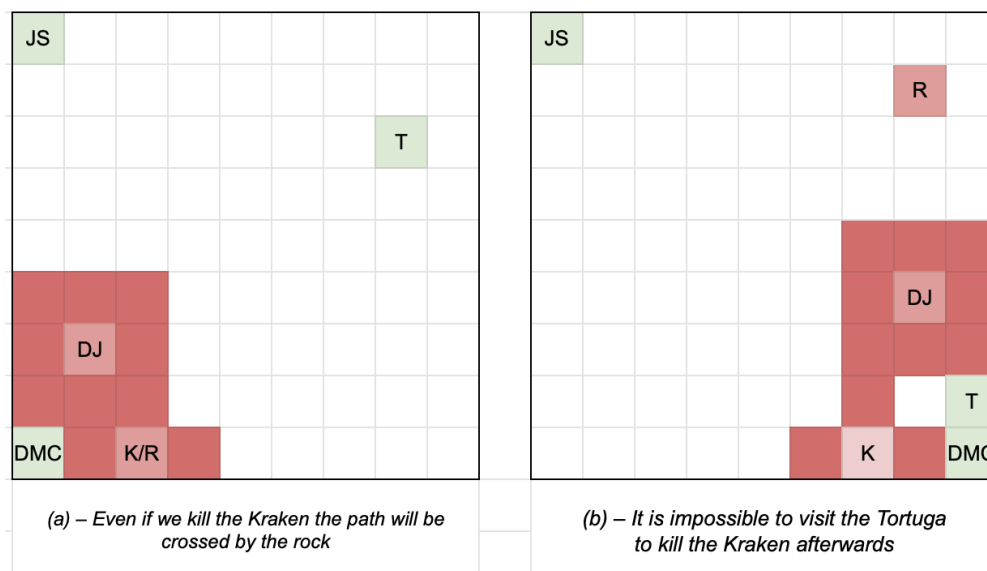 JS
JS
R
T
DJ
DJ
T
DMC
K/R
K
DMC
(a) – Even if we kill the Kraken the path will be
crossed by the rock
(b) – It is impossible to visit the Tortuga
to kill the Kraken afterwards